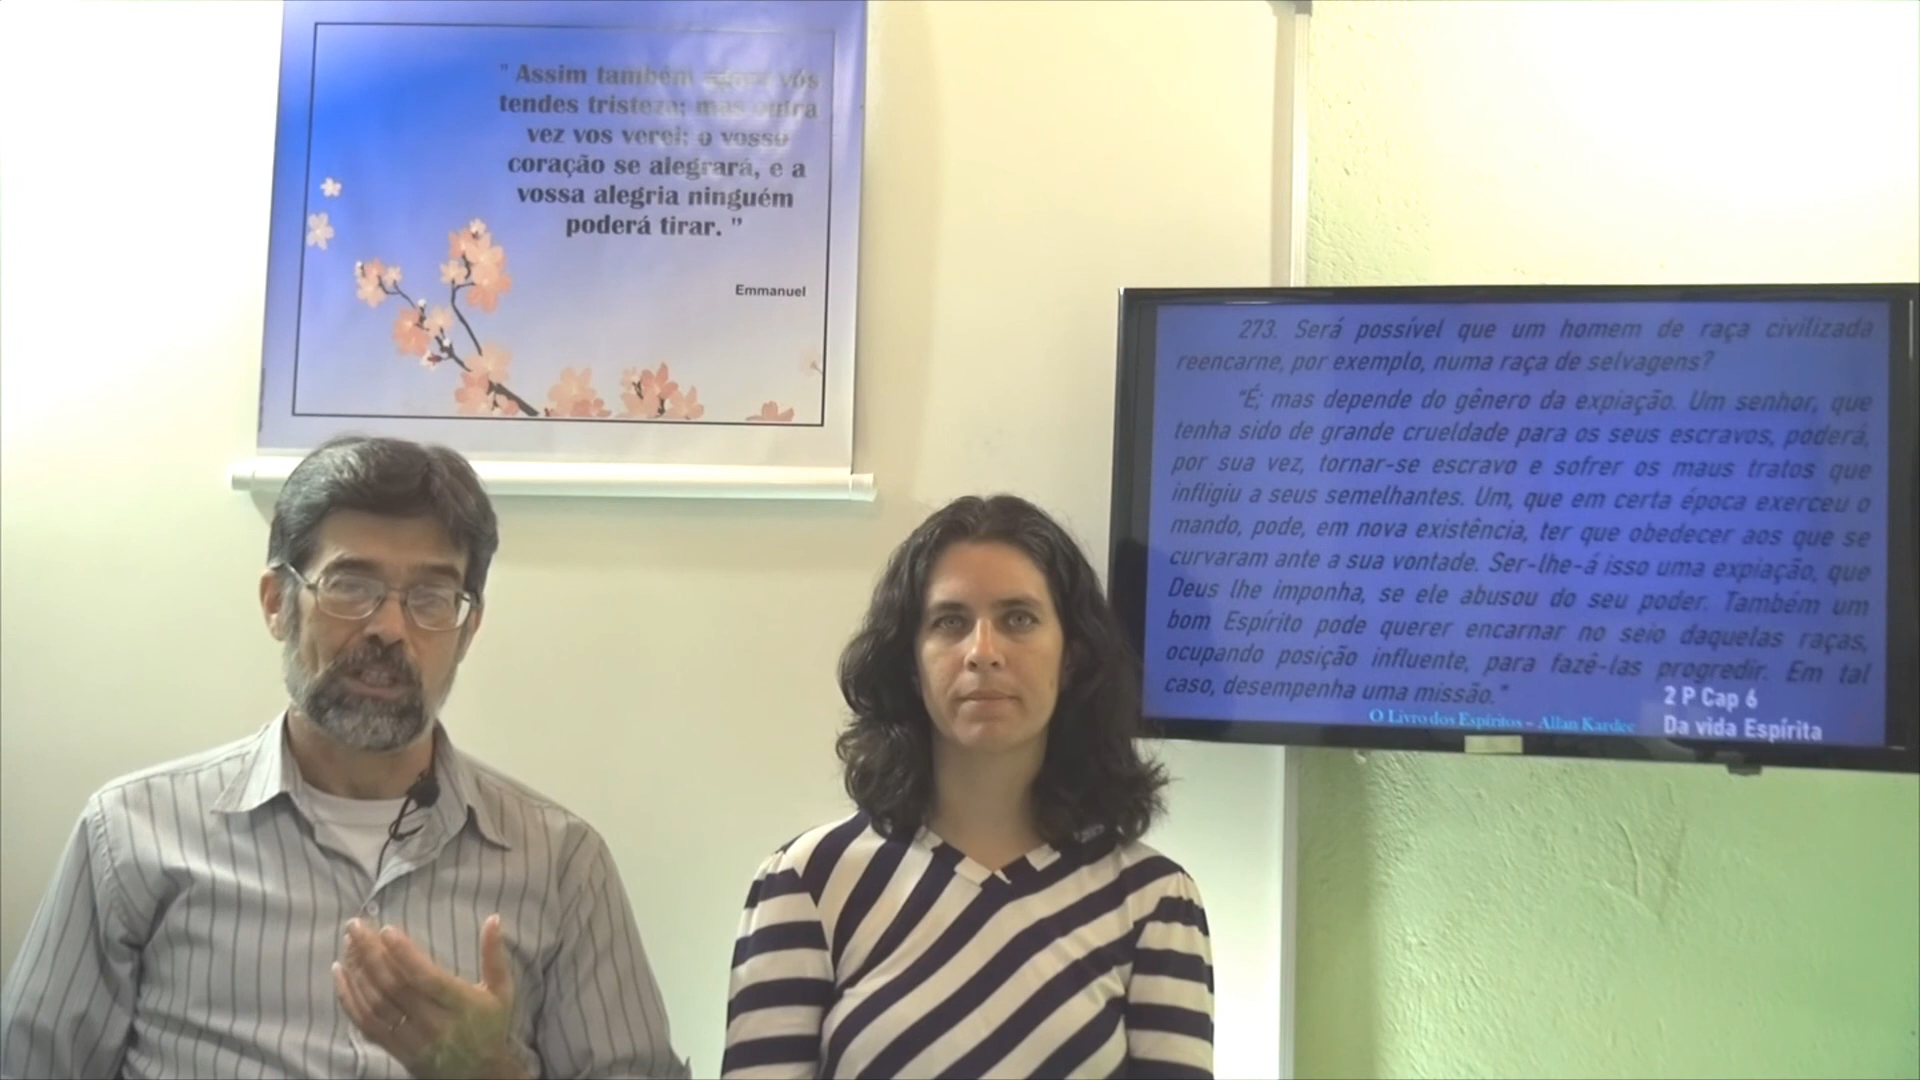 " Assim também agora vós
tendes tristeza; mas outra
vez vos verei; o vosso
coração se alegrará, e a
vossa alegria ninguém
poderá tirar. "
Emmanuel
273. Será possível que um homem de raça civilizada
reencarne, por exemplo, numa raça de selvagens?
"É; mas depende do gênero da expiação. Um senhor, que
tenha sido de grande crueldade para os seus escravos, poderá,
por sua vez, tornar-se escravo e sofrer os maus tratos que
infligiu a seus semelhantes. Um, que em certa época exerceu o
mando, pode, em nova existência, ter que obedecer aos que se
curvaram ante a sua vontade. Ser-lhe-á isso uma expiação, que
Deus lhe imponha, se ele abusou do seu poder. Também um
bom Espírito pode querer encarnar no seio daquelas raças,
ocupando posição influente, para fazê-las progredir. Em tal
caso, desempenha uma missão."
2 P Cap 6
O Livro dos Espíritos - Allan Kardec
Da vida Espírita